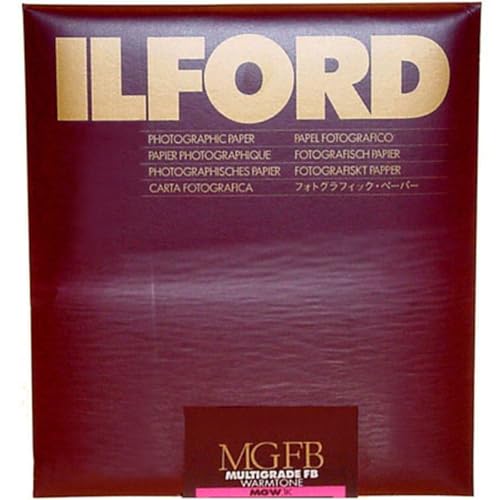 ILFORD
PHOTOGRAPHIC PAPER PAPEL FOTOGRAFICO
PAPIER PHOTOGRAPHIQUE FOTOGRAFISCH PAPIER
PHOTOGRAPHISCHES PAPIER FOTOGRAFISKT PAPPER
CARTA FOTOGRAFICA フォトグラフィック・ペーパー
MGFB
MULTIGRADE FB
WARMTONE
MGW 1K